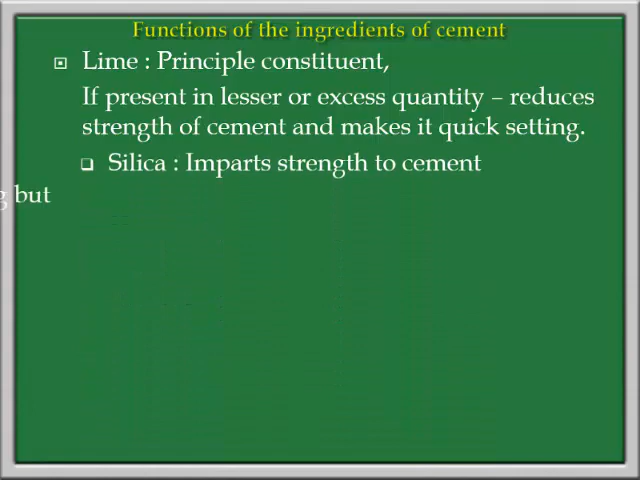 Functions of the ingredients of cement
Lime : Principle constituent,
If present in lesser or excess quantity – reduces
strength of cement and makes it quick setting.
Silica : Imparts strength to cement
but